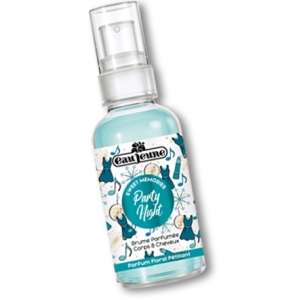 eau jeune
SWEET MEMORIES
Party
Night
Brume Parfumée
Corps & Cheveux
Parfum Floral Pétillant